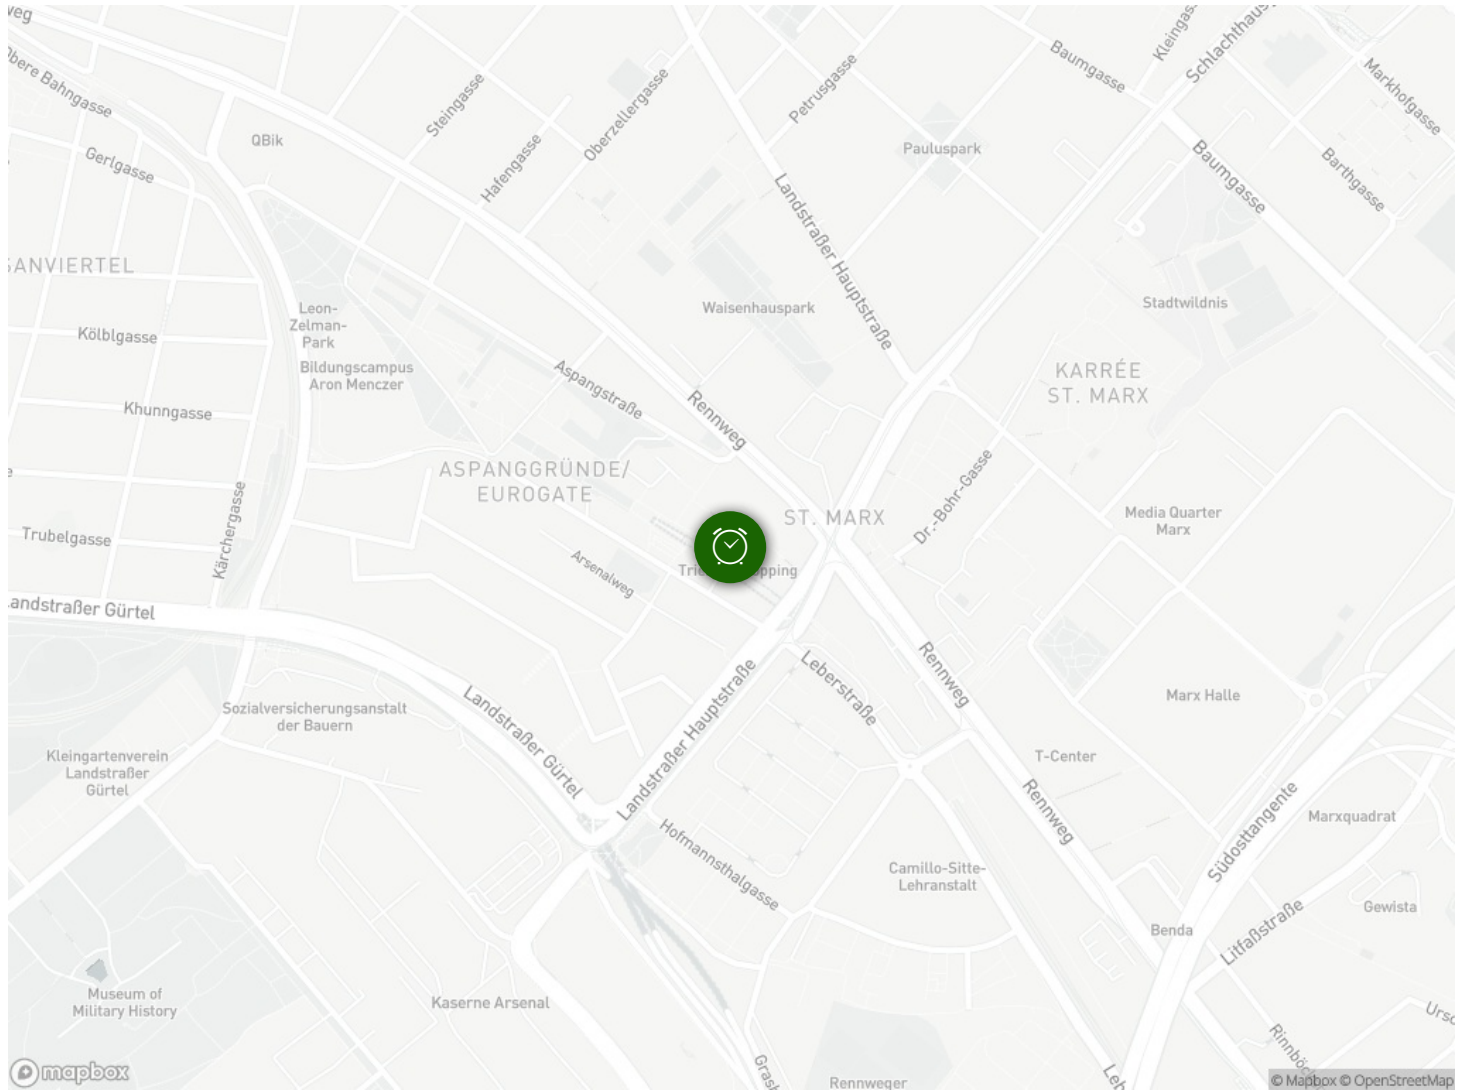 Baumgasse
Kleingas
Schlachthaus
Markhofgasse
Obere Bahngasse
Steingasse
Petrusgasse
Oberzellergasse
QBik
Hafengasse
Pauluspark
Gerlgasse
Baumgasse
Barthgasse
Landstraßer Hauptstraße
SANVIERTEL
Waisenhauspark
Stadtwildnis
Leon-
Zelman-
Park
Kölblgasse
Bildungscampus
Aron Menczer
KARRÉE
ST. MARX
Aspangstraße
Rennweg
Khunngasse
ASPANGGRÜNDE/
EUROGATE
Dr.-Bohr-Gasse
ST. MARX
Media Quarter
Marx
Kärchergasse
Trubelgasse
Arsenalweg
Landstraßer Gürtel
Rennweg
Leberstraße
Marx Halle
Sozialversicherungsanstalt
der Bauern
Landstraßer Gürtel
Landstraßer Hauptstraße
Kleingartenverein
Landstraßer
Gürtel
T-Center
Rennweg
Südosttangente
Marxquadrat
Hofmannsthalgasse
Camillo-Sitte-
Lehranstalt
Gewista
Litfaßstraße
Benda
Museum of
Military History
Kaserne Arsenal
Rennweger
mapbox
© Mapbox © OpenStreetMap